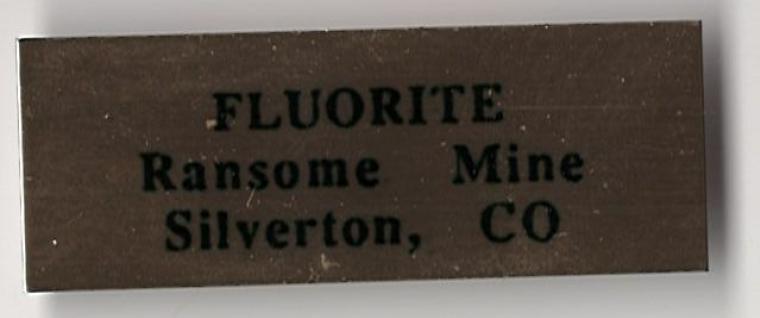 FLUORITE
Ransome Mine
Silverton, CO